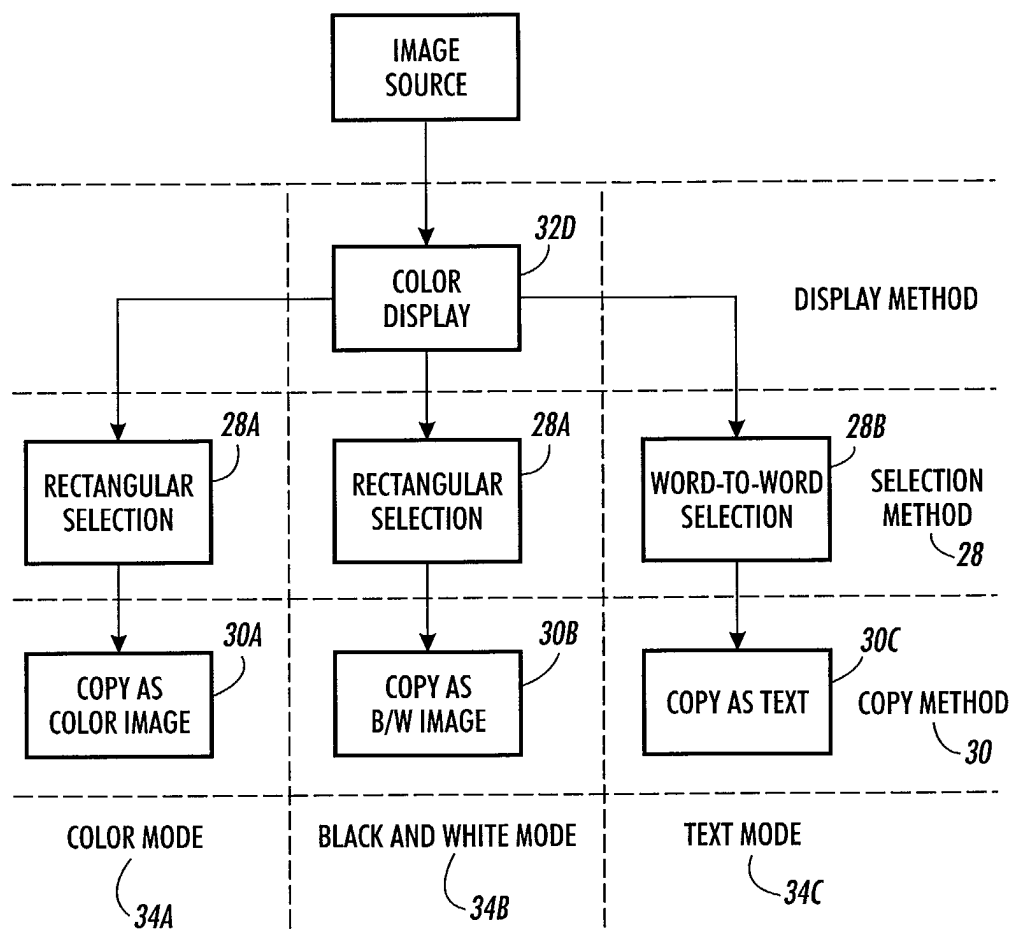 IMAGE
SOURCE
32D
COLOR
DISPLAY
DISPLAY METHOD
28A
28A
28B
RECTANGULAR
SELECTION
RECTANGULAR
SELECTION
WORD-TO-WORD
SELECTION
SELECTION
METHOD
28
30A
30B
30C
COPY AS
COLOR IMAGE
COPY AS
B/W IMAGE
COPY AS TEXT
COPY METHOD
30
COLOR MODE
BLACK AND WHITE MODE
TEXT MODE
34A
34B
34C